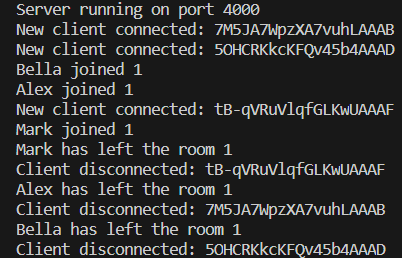 Server running on port 4000
New client connected: 7M5JA7WpzXA7vuhLAAAB
New client connected: 5OHCRKkcKFQv45b4AAAD
Bella joined 1
Alex joined 1
New client connected: tB-qVRuVlqfGLKwUAAAF
Mark joined 1
Mark has left the room 1
Client disconnected: tB-qVRuVlqfGLKwUAAAF
Alex has left the room 1
Client disconnected: 7M5JA7WpzXA7vuhLAAAB
Bella has left the room 1
Client disconnected: 5OHCRKkcKFQv45b4AAAD